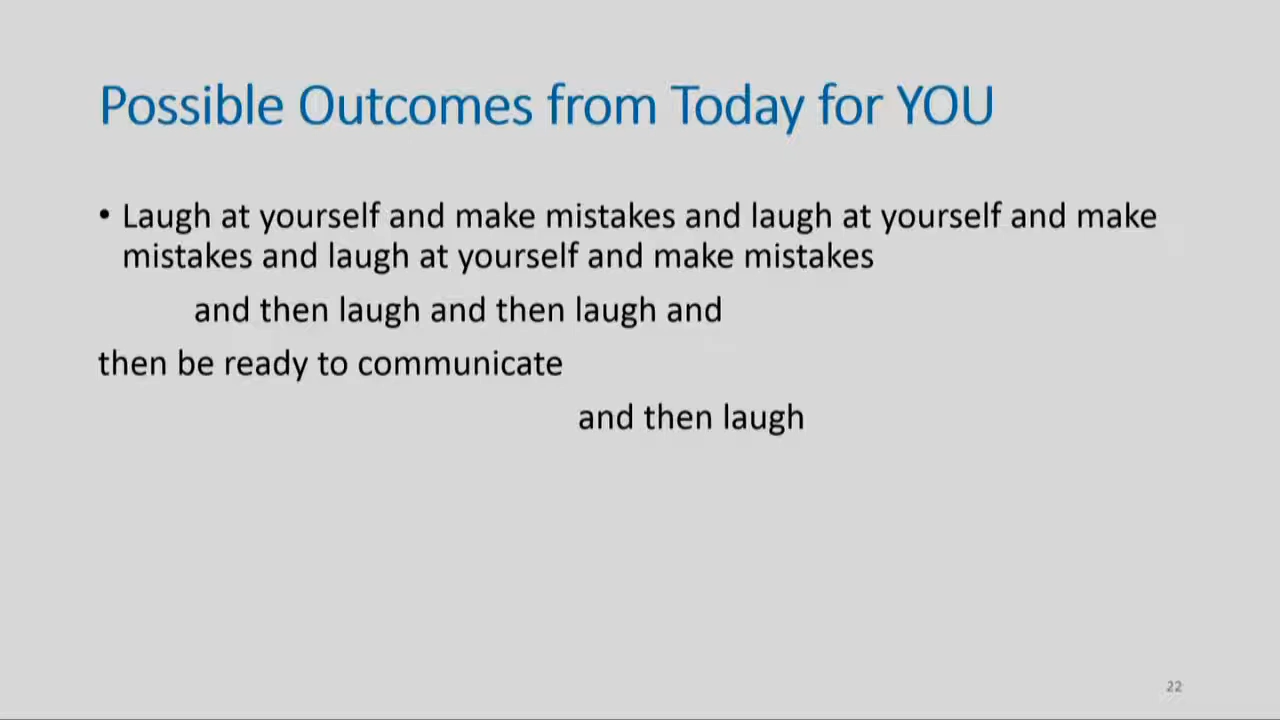 Possible Outcomes from Today for YOU
• Laugh at yourself and make mistakes and laugh at yourself and make
mistakes and laugh at yourself and make mistakes
and then laugh and then laugh and
then be ready to communicate
and then laugh
22